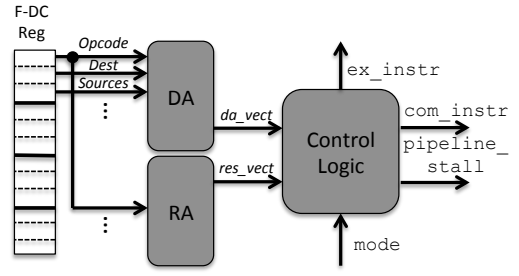 F-DC
Reg
Opcode
Dest
Sources
⋮
DA
da_vect
ex_instr
Control
Logic
com_instr
pipeline_
stall
res_vect
RA
⋮
mode